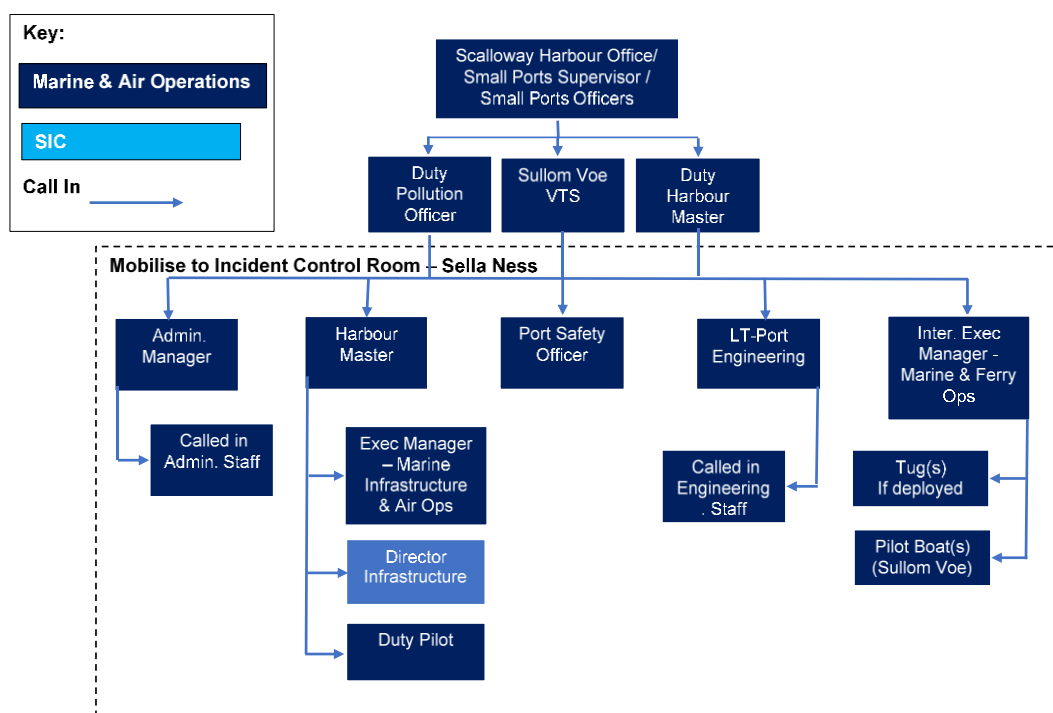 Key:
Marine & Air Operations
SIC
Call In
Scalloway Harbour Office/
Small Ports Supervisor /
Small Ports Officers
Duty
Pollution
Officer
Sullom Voe
VTS
Duty
Harbour
Master
Mobilise to Incident Control Room – Sella Ness
Admin.
Manager
Harbour
Master
Port Safety
Officer
LT-Port
Engineering
Inter. Exec
Manager -
Marine & Ferry
Ops
Called in
Admin. Staff
Exec Manager
– Marine
Infrastructure
& Air Ops
Called in
Engineering
. Staff
Tug(s)
If deployed
Director
Infrastructure
Pilot Boat(s)
(Sullom Voe)
Duty Pilot